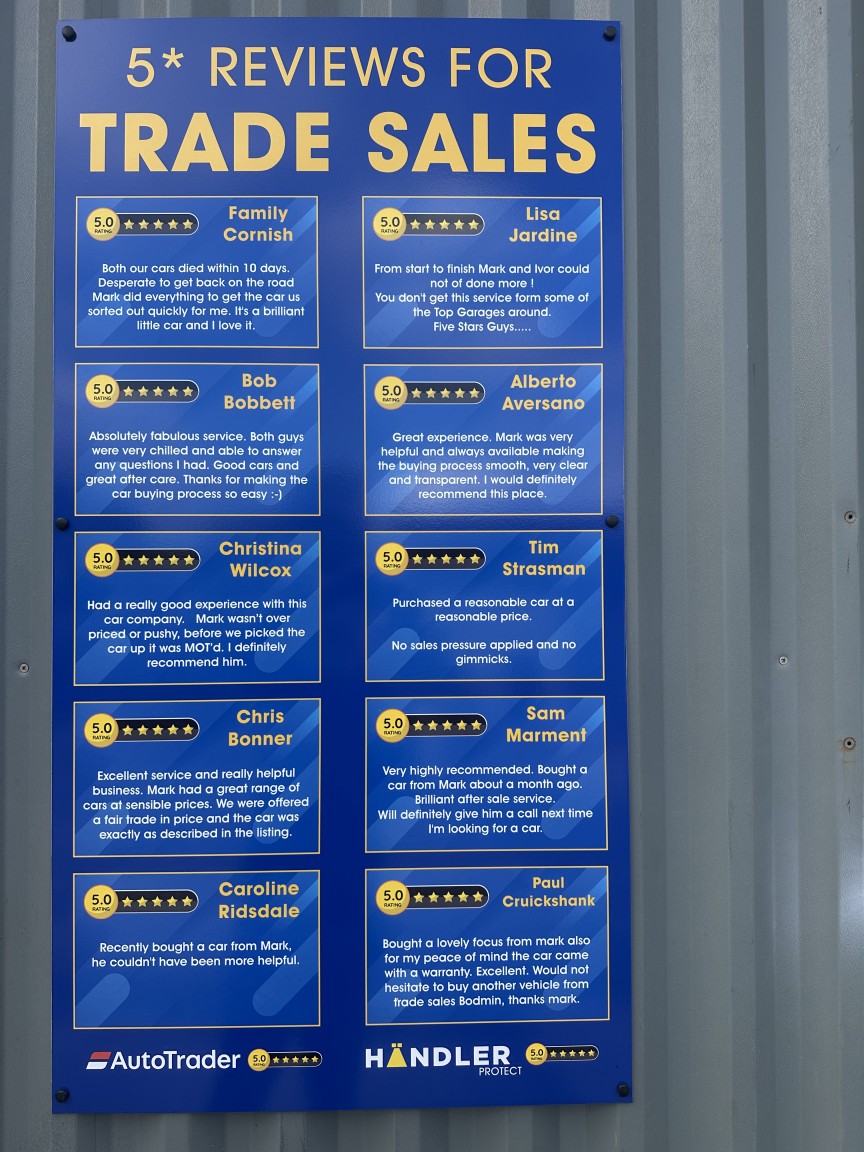 5* REVIEWS FOR
TRADE SALES
5.0
RATING
Family
Cornish
Both our cars died within 10 days.
Desperate to get back on the road
Mark did everything to get the car us
sorted out quickly for me. It's a brilliant
little car and I love it.
5.0
RATING
Lisa
Jardine
From start to finish Mark and Ivor could
not of done more !
You don't get this service form some of
the Top Garages around.
Five Stars Guys.....
5.0
RATING
Bob
Bobbett
Absolutely fabulous service. Both guys
were very chilled and able to answer
any questions I had. Good cars and
great after care. Thanks for making the
car buying process so easy :-)
5.0
RATING
Alberto
Aversano
Great experience. Mark was very
helpful and always available making
the buying process smooth, very clear
and transparent. I would definitely
recommend this place.
5.0
RATING
Christina
Wilcox
Had a really good experience with this
car company. Mark wasn't over
priced or pushy, before we picked the
car up it was MOT'd. I definitely
recommend him.
5.0
RATING
Tim
Strasman
Purchased a reasonable car at a
reasonable price.
No sales pressure applied and no
gimmicks.
5.0
RATING
Chris
Bonner
Excellent service and really helpful
business. Mark had a great range of
cars at sensible prices. We were offered
a fair trade in price and the car was
exactly as described in the listing.
5.0
RATING
Sam
Marment
Very highly recommended. Bought a
car from Mark about a month ago.
Brilliant after sale service.
Will definitely give him a call next time
I'm looking for a car.
5.0
RATING
Caroline
Ridsdale
Recently bought a car from Mark,
he couldn't have been more helpful.
5.0
RATING
Paul
Cruickshank
Bought a lovely focus from mark also
for my peace of mind the car came
with a warranty. Excellent. Would not
hesitate to buy another vehicle from
trade sales Bodmin, thanks mark.
AutoTrader
5.0
RATING
HÄNDLER
PROTECT
5.0
RATING